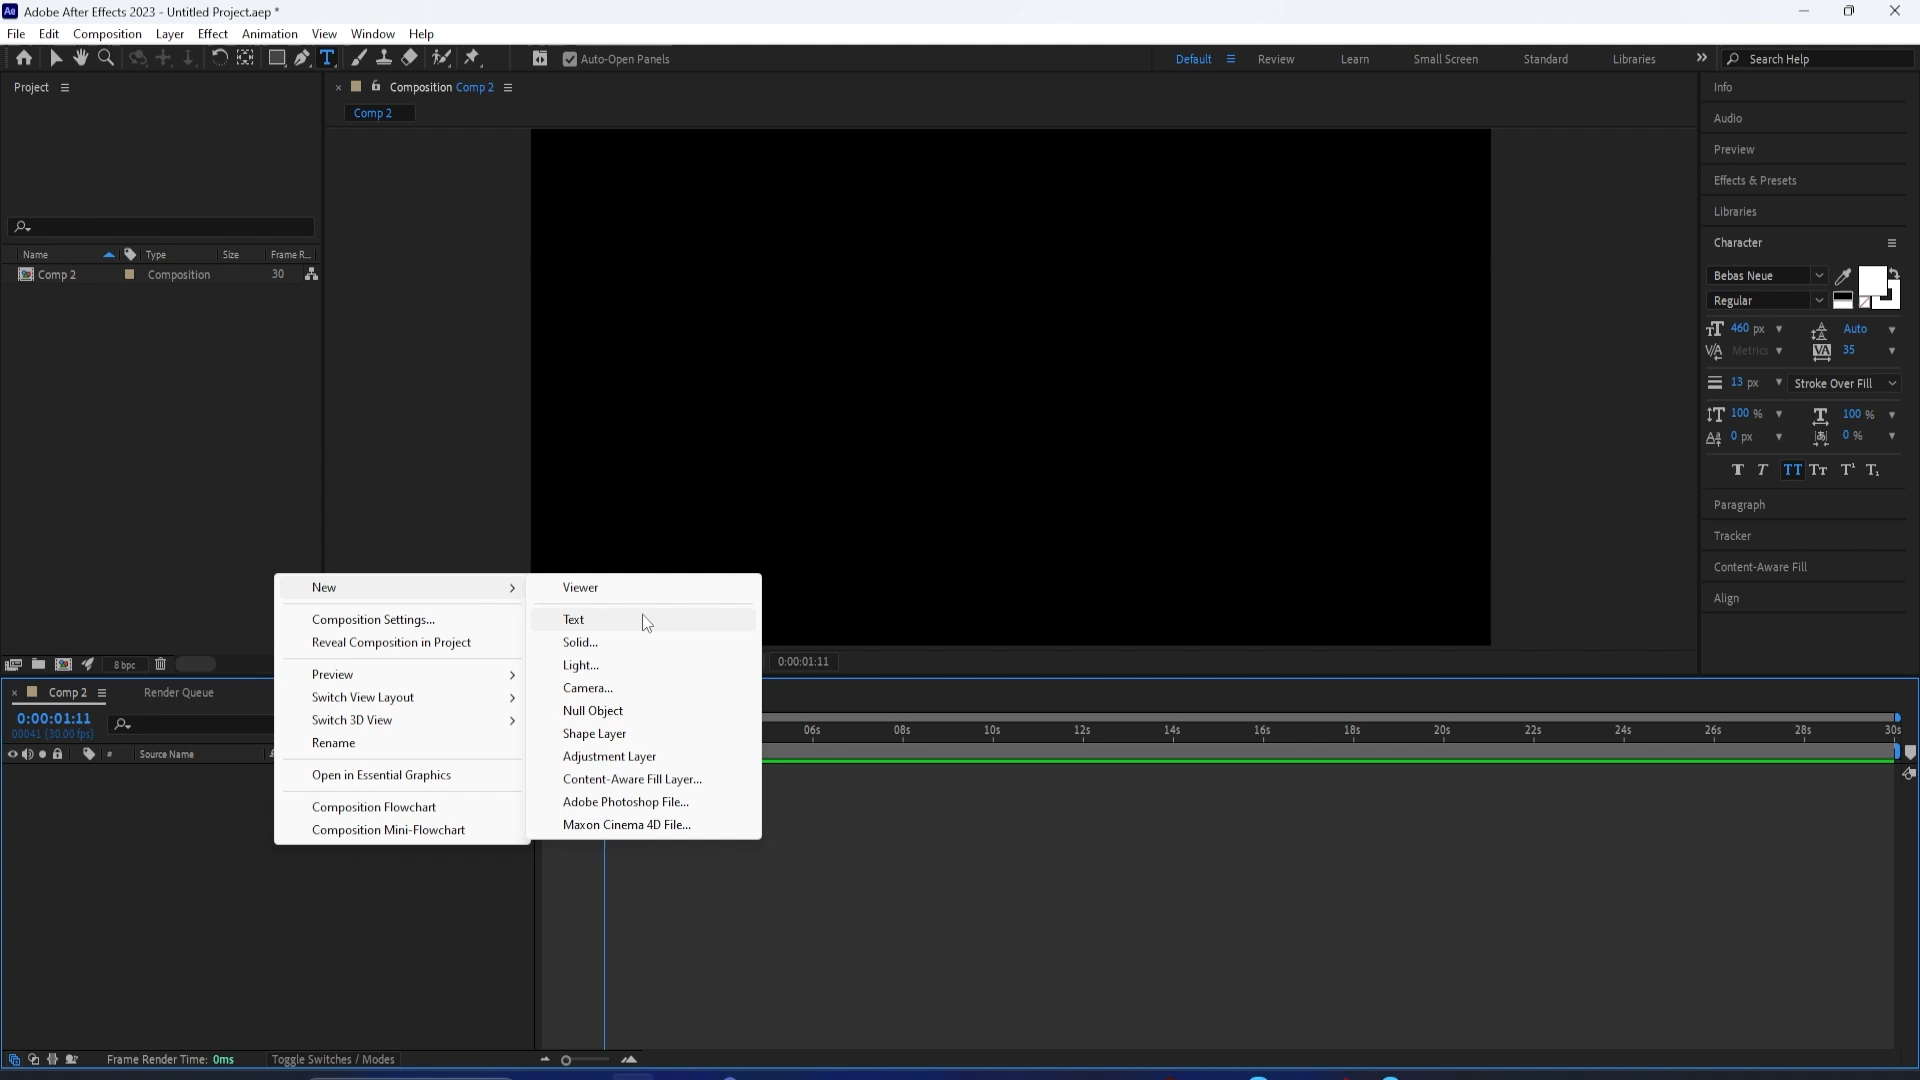 Ae Adobe After Effects 2023 - Untitled Project.aep *
File Edit Composition Layer Effect Animation View Window Help
T Auto-Open Panels Default Review Learn Small Screen Standard Libraries Search Help
Project
Composition Comp 2
Comp 2
Name Type Size Frame R...
Comp 2 Composition 30
Info
Audio
Preview
Effects & Presets
Libraries
Character
Bebas Neue
Regular
460 px Auto
Metrics 35
13 px Stroke Over Fill
100 % 100 %
0 px 0 %
T T TT Tт T¹ T₁
Paragraph
Tracker
Content-Aware Fill
Align
New
Composition Settings...
Reveal Composition in Project
Preview
Switch View Layout
Switch 3D View
Rename
Open in Essential Graphics
Composition Flowchart
Composition Mini-Flowchart
Viewer
Text
Solid...
Light...
Camera...
Null Object
Shape Layer
Adjustment Layer
Content-Aware Fill Layer...
Adobe Photoshop File...
Maxon Cinema 4D File...
8 bpc
0:00:01:11
Comp 2 Render Queue
0:00:01:11
00041 (30.00 fps)
# Source Name
06s 08s 10s 12s 14s 16s 18s 20s 22s 24s 26s 28s 30s
Frame Render Time: 0ms Toggle Switches / Modes